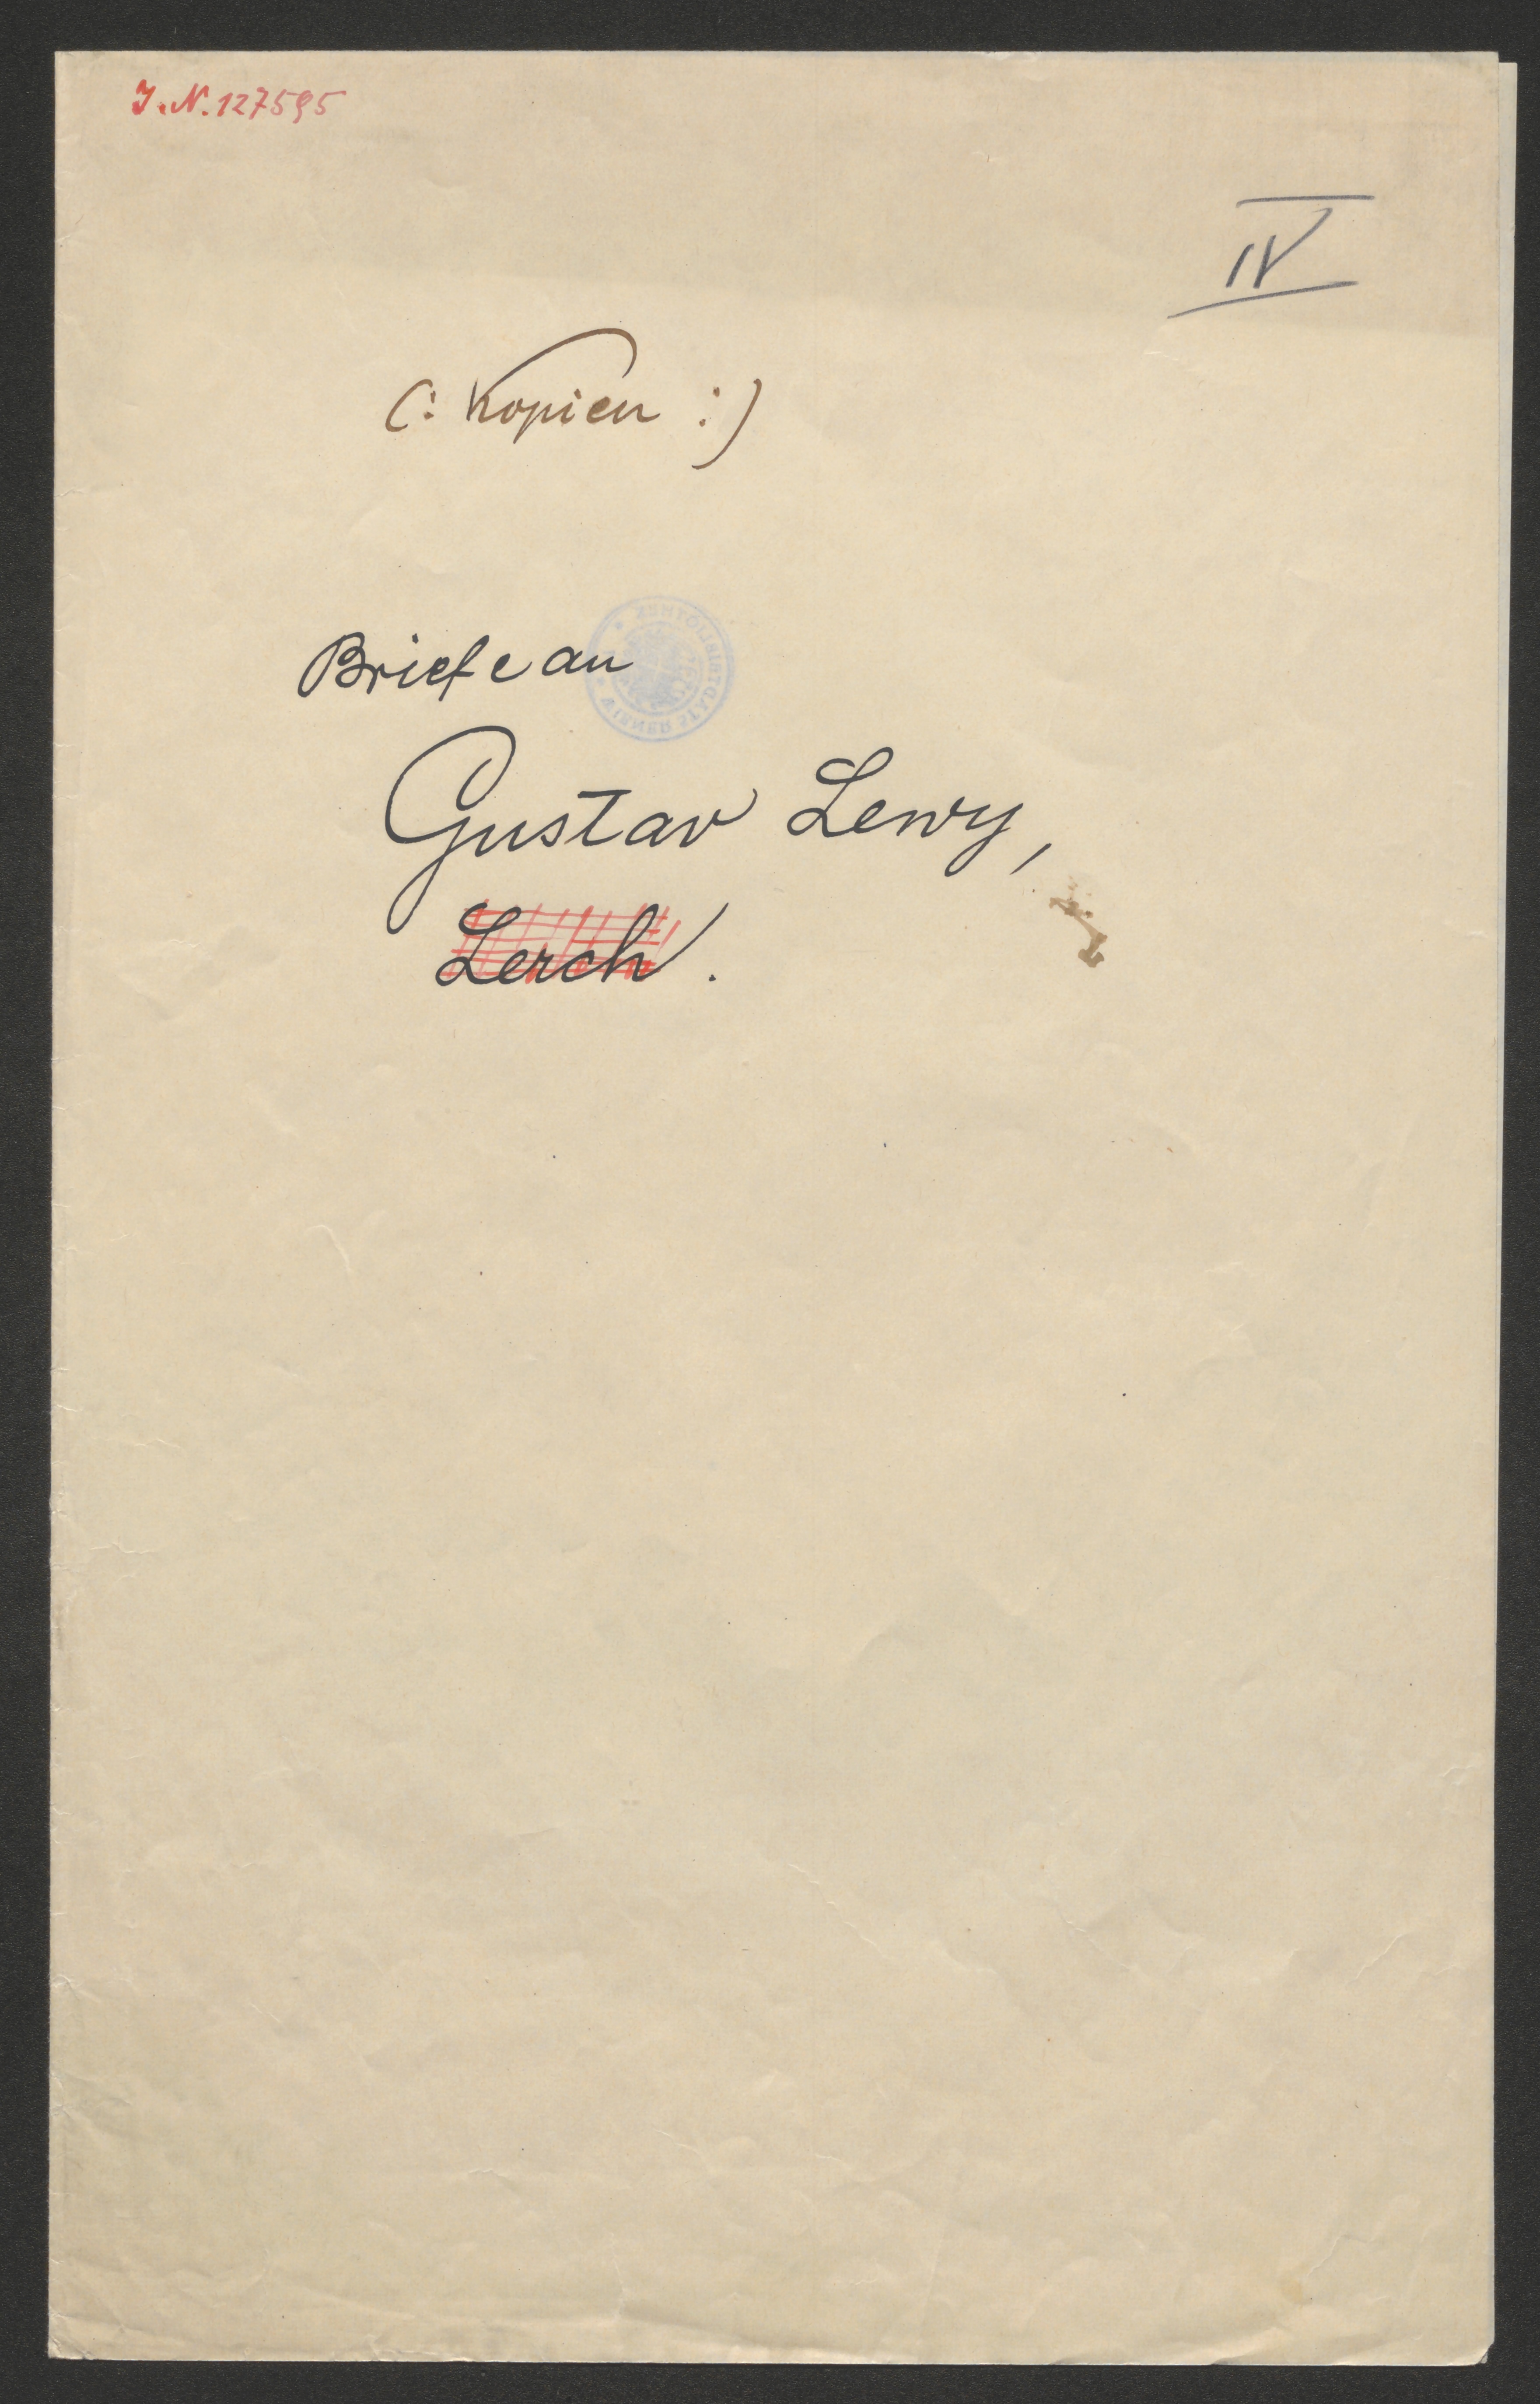 J.N. 127595
IV
(: Kopien :)
Briefe an
Gustav Lewy,
Lerch.